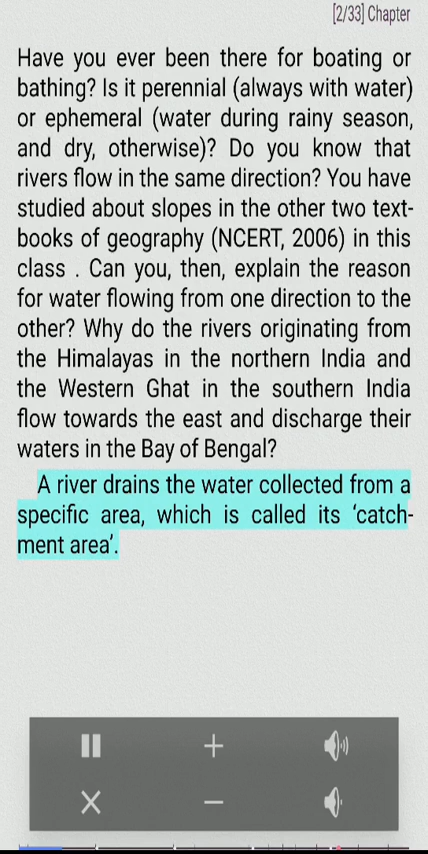 [2/33] Chapter
Have you ever been there for boating or
bathing? Is it perennial (always with water)
or ephemeral (water during rainy season,
and dry, otherwise)? Do you know that
rivers flow in the same direction? You have
studied about slopes in the other two text-
books of geography (NCERT, 2006) in this
class . Can you, then, explain the reason
for water flowing from one direction to the
other? Why do the rivers originating from
the Himalayas in the northern India and
the Western Ghat in the southern India
flow towards the east and discharge their
waters in the Bay of Bengal?
A river drains the water collected from a
specific area, which is called its ‘catch-
ment area’.